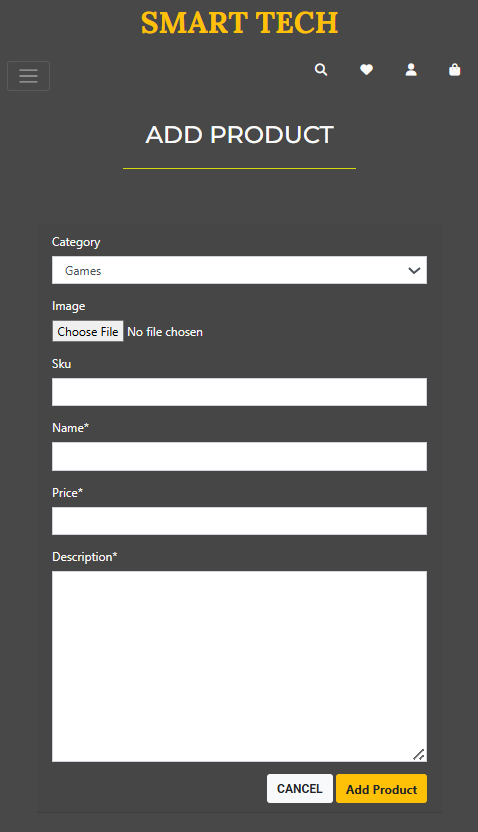 SMART TECH
ADD PRODUCT
Category
Games
Image
Choose File No file chosen
Sku
Name*
Price*
Description*
CANCEL Add Product